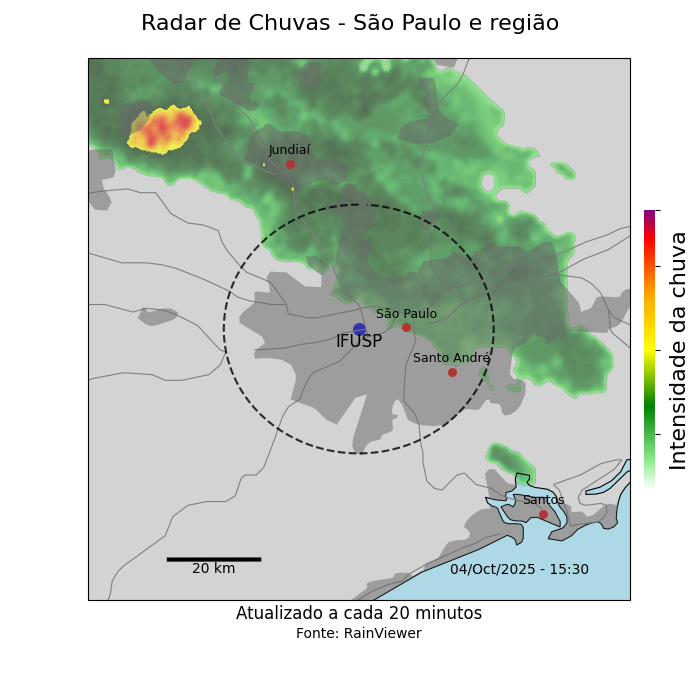 Radar de Chuvas - São Paulo e região
Jundiaí
São Paulo
IFUSP
Santo André
Santos
20 km
04/Oct/2025 - 15:30
Intensidade da chuva
Atualizado a cada 20 minutos
Fonte: RainViewer